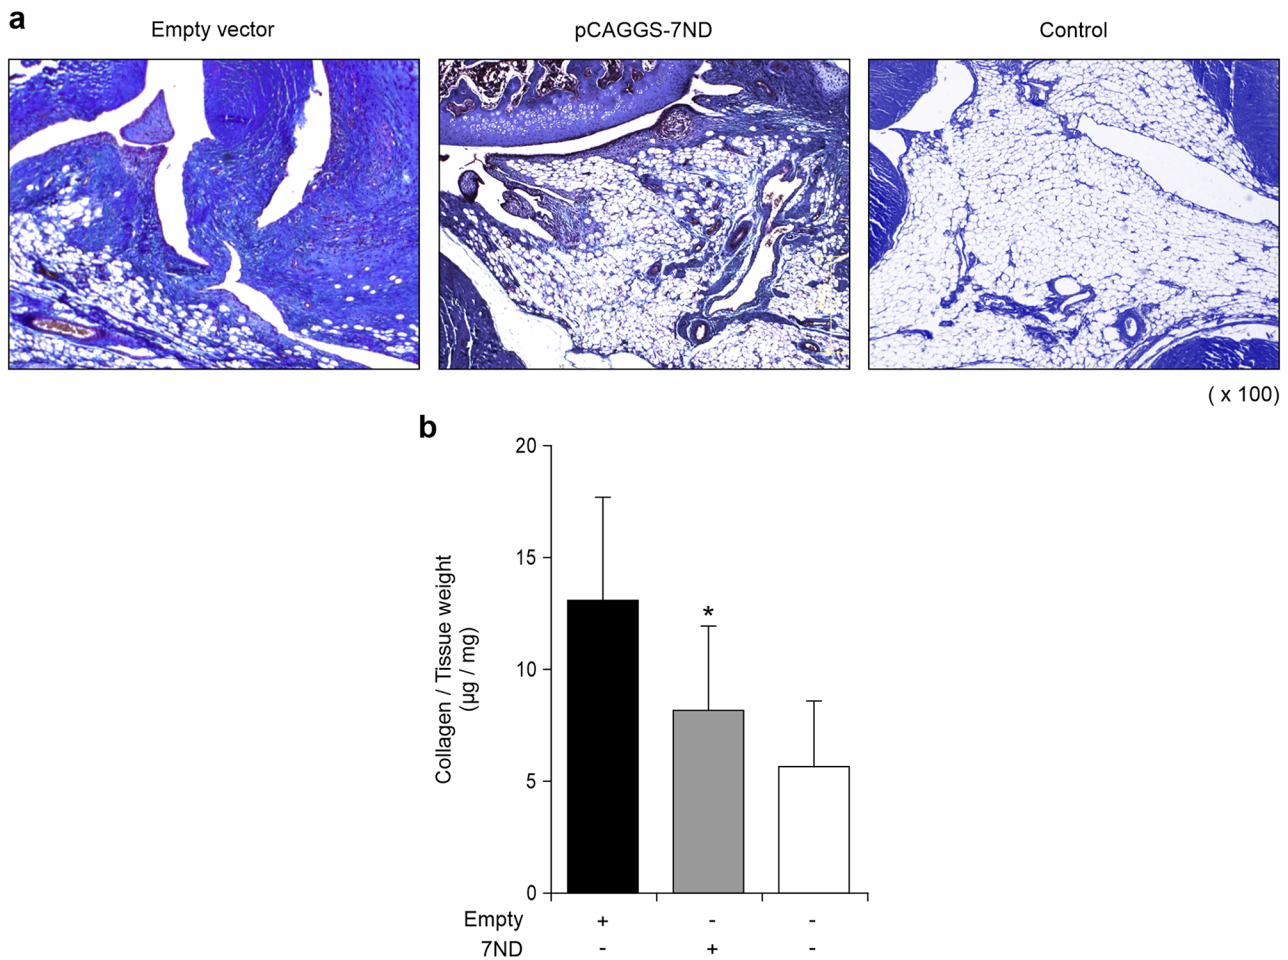 a
Empty vector
pCAGGS-7ND
Control
( x 100)
b
Collagen / Tissue weight
(µg / mg)
20
15
10
5
0
*
Empty + - -
7ND - + -